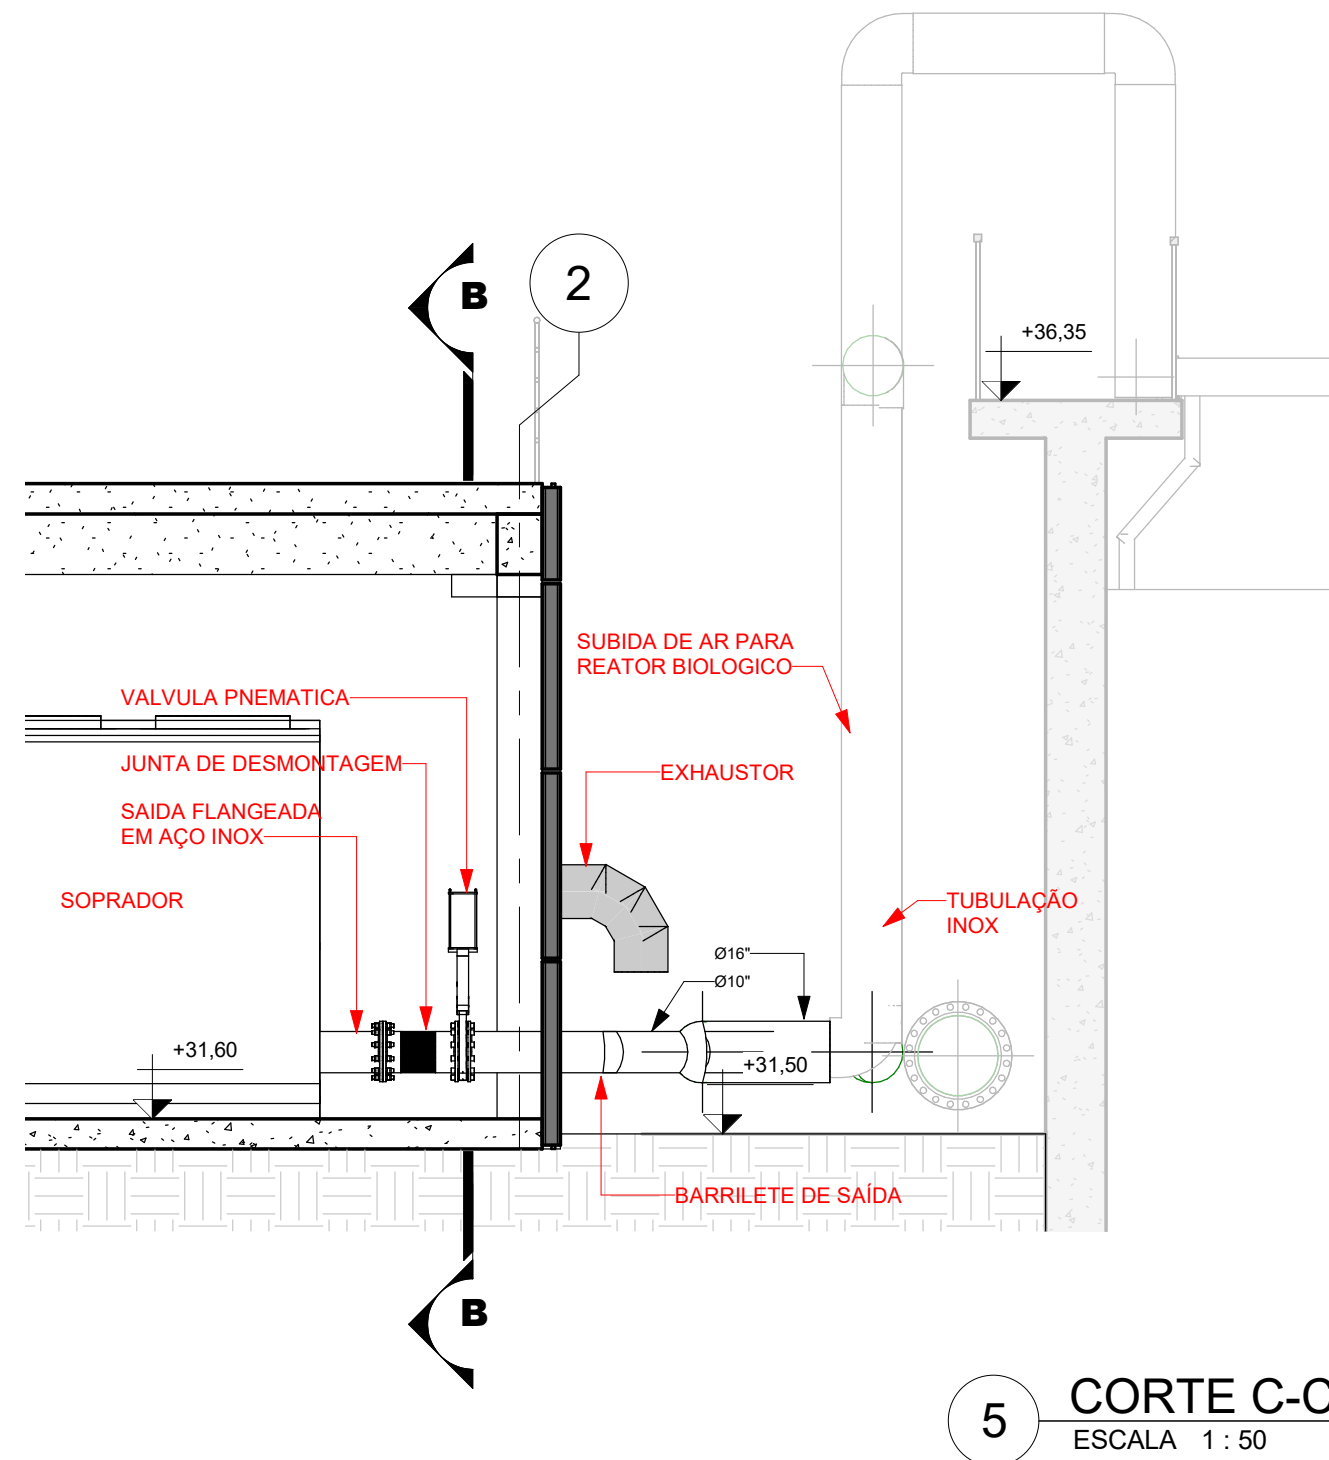 B
2
+36,35
SUBIDA DE AR PARA
REATOR BIOLOGICO
VALVULA PNEMATICA
JUNTA DE DESMONTAGEM
EXHAUSTOR
SAIDA FLANGEADA
EM AÇO INOX
SOPRADOR
TUBULAÇÃO
INOX
Ø16"
Ø10"
+31,60
+31,50
BARRILETE DE SAÍDA
B
5
CORTE C-C
ESCALA 1 : 50